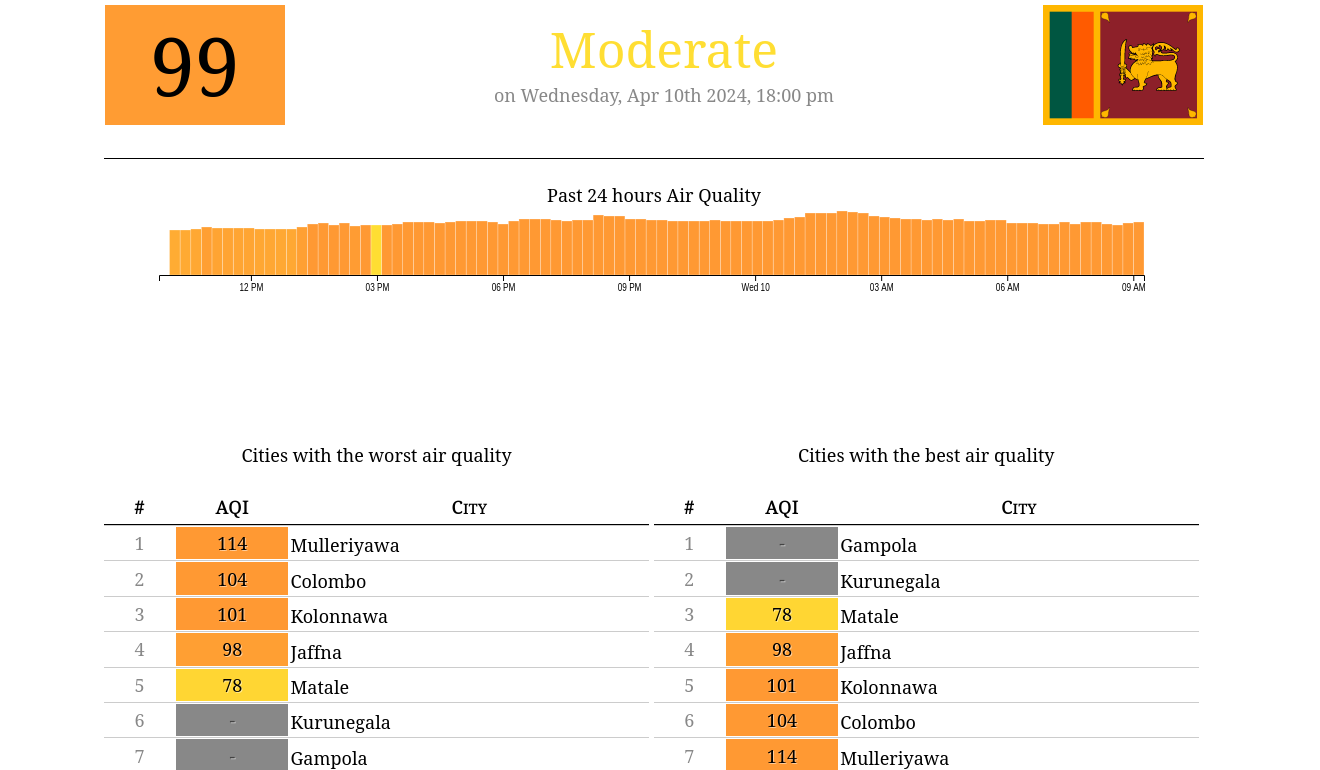 99
Moderate
on Wednesday, Apr 10th 2024, 18:00 pm
Past 24 hours Air Quality
12 PM 03 PM 06 PM 09 PM Wed 10 03 AM 06 AM 09 AM
Cities with the worst air quality
# AQI City
1 114 Mulleriyawa
2 104 Colombo
3 101 Kolonnawa
4 98 Jaffna
5 78 Matale
6 - Kurunegala
7 - Gampola
Cities with the best air quality
# AQI City
1 - Gampola
2 - Kurunegala
3 78 Matale
4 98 Jaffna
5 101 Kolonnawa
6 104 Colombo
7 114 Mulleriyawa